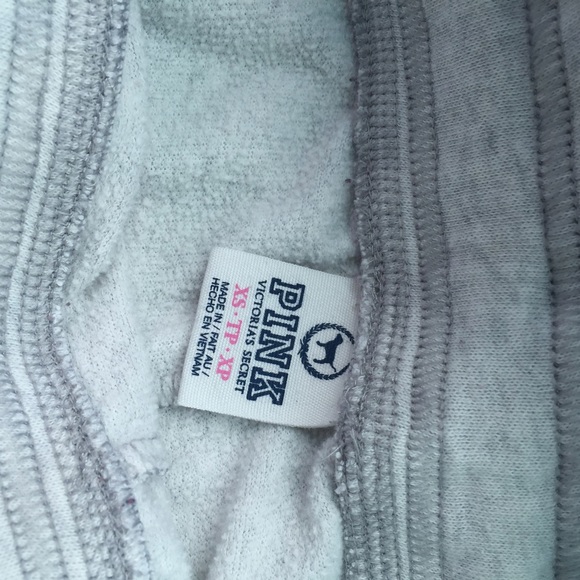 PINK
VICTORIA'S SECRET
XS · TP · XP
MADE IN / FAIT AU /
HECHO EN VIETNAM